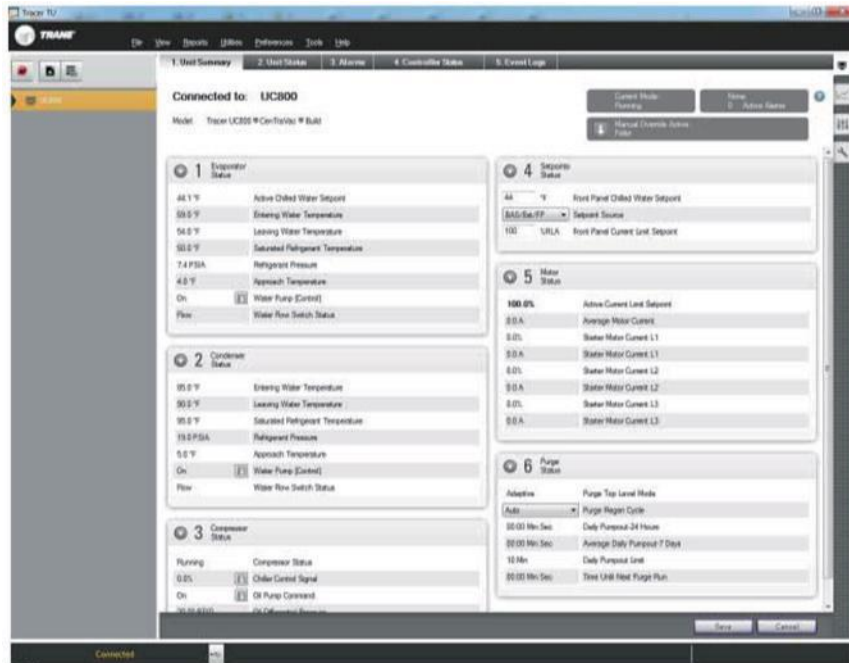 Tracer TU
TRANE
File View Reports Utilities Preferences Tools Help
1. Unit Summary 2. Unit Status 3. Alarms 4. Controller Status 5. Event Logs
UC800
Connected to: UC800
Model Tracer UC800 CenTraVac Build
Current Mode:
Running
None
0 Active Alarms
Manual Override Active:
False
1 Evaporator
Status
44.1 °F Active Chilled Water Setpoint
59.0 °F Entering Water Temperature
54.0 °F Leaving Water Temperature
50.0 °F Saturated Refrigerant Temperature
7.4 PSIA Refrigerant Pressure
4.0 °F Approach Temperature
On Water Pump [Control]
Flow Water Flow Switch Status
2 Condenser
Status
85.0 °F Entering Water Temperature
90.0 °F Leaving Water Temperature
95.0 °F Saturated Refrigerant Temperature
19.0 PSIA Refrigerant Pressure
5.0 °F Approach Temperature
On Water Pump [Control]
Flow Water Flow Switch Status
3 Compressor
Status
Running Compressor Status
0.0% Chiller Control Signal
On Oil Pump Command
Oil Differential Pressure
4 Setpoints
Status
44 °F Front Panel Chilled Water Setpoint
BAS/Ext/FP Setpoint Source
100 %RLA Front Panel Current Limit Setpoint
5 Motor
Status
100.0% Active Current Limit Setpoint
0.0 A Average Motor Current
0.0% Starter Motor Current L1
0.0 A Starter Motor Current L1
0.0% Starter Motor Current L2
0.0 A Starter Motor Current L2
0.0% Starter Motor Current L3
0.0 A Starter Motor Current L3
6 Purge
Status
Adaptive Purge Top Level Mode
Auto Purge Regen Cycle
00:00 Min:Sec Daily Pumpout-24 Hours
00:00 Min:Sec Average Daily Pumpout-7 Days
10 Min Daily Pumpout Limit
00:00 Min:Sec Time Until Next Purge Run
Save Cancel
Connected